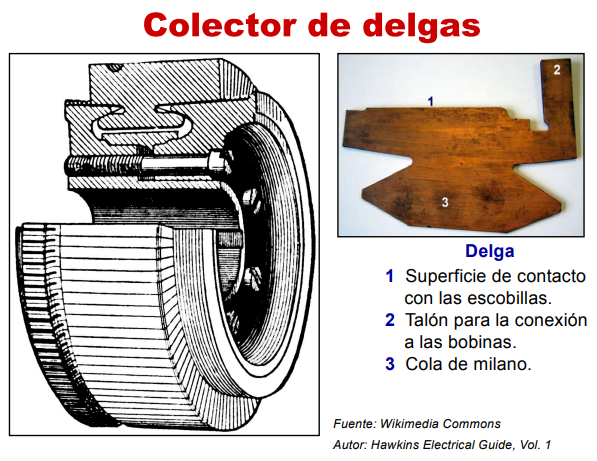 Colector de delgas
1
2
3
Delga
1 Superficie de contacto
con las escobillas.
2 Talón para la conexión
a las bobinas.
3 Cola de milano.
Fuente: Wikimedia Commons
Autor: Hawkins Electrical Guide, Vol. 1